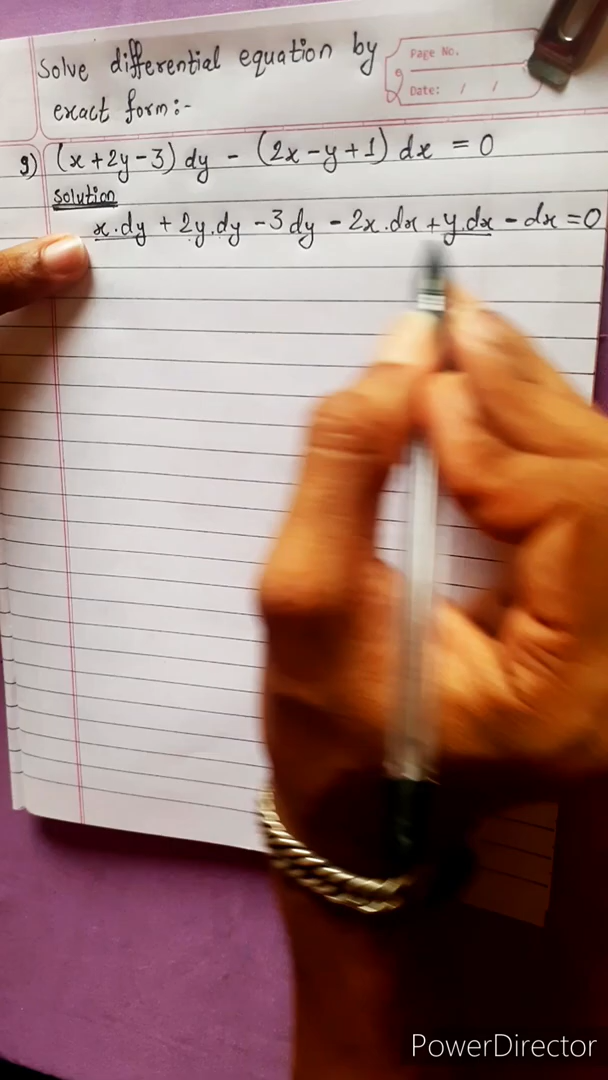 Solve differential equation by
exact form:-
Page No.
Date: / /
9) (x+2y-3) dy - (2x-y+1) dx = 0
Solution
x.dy + 2y.dy - 3dy - 2x.dx + y.dx - dx = 0
PowerDirector